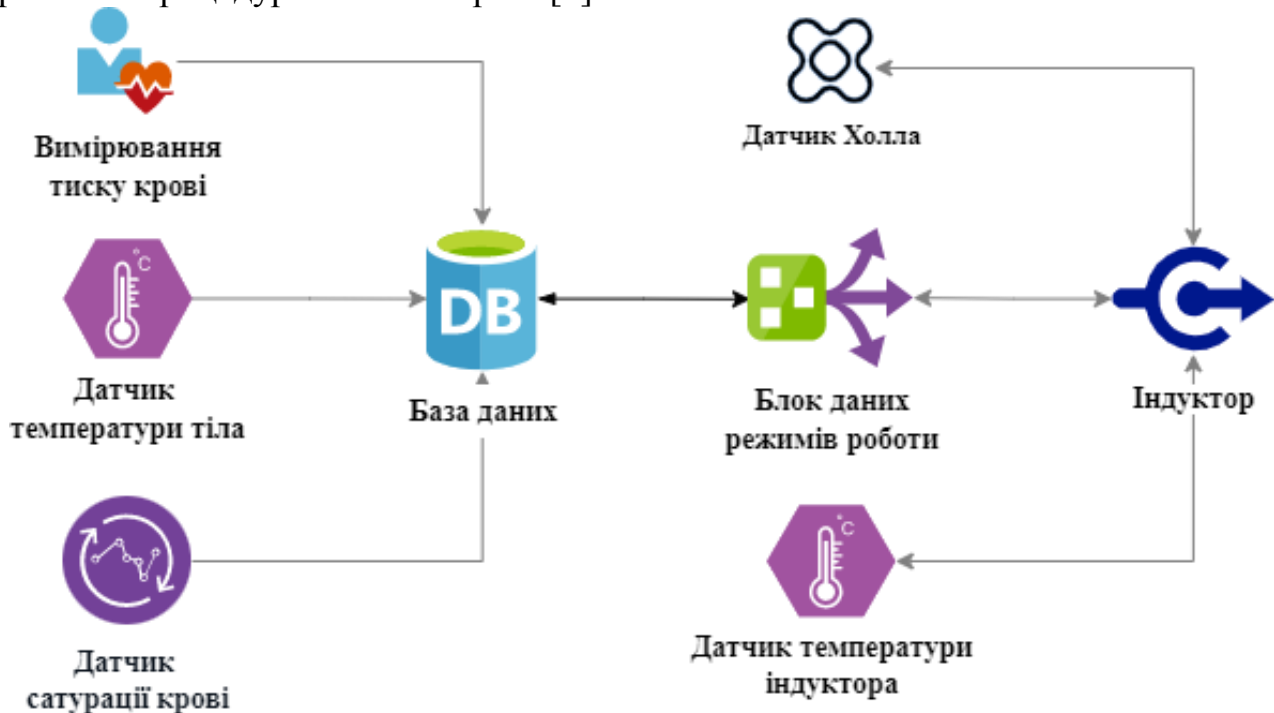 Датчик Холла
Вимірювання
тиску крові
°C
DB
Датчик
температури тіла
База даних
Блок даних
режимів роботи
Індуктор
°C
Датчик температури
індуктора
Датчик
сатурації крові